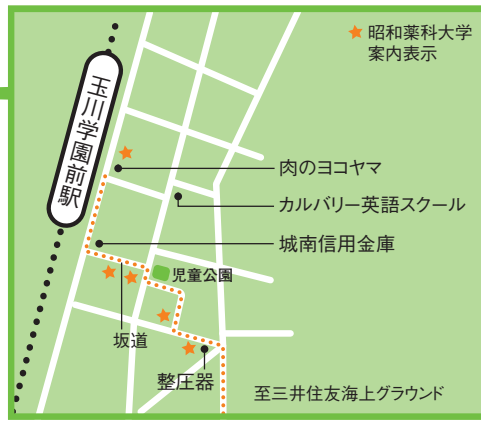 昭和薬科大学
案内表示
玉川学園前駅
肉のヨコヤマ
カルバリー英語スクール
城南信用金庫
児童公園
坂道
整圧器
至三井住友海上グラウンド